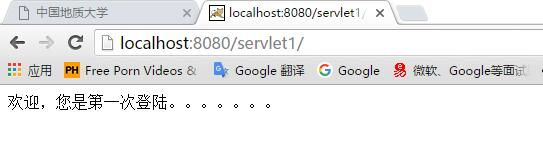 中国地质大学
localhost:8080/servlet1/
localhost:8080/servlet1/
应用 PH Free Porn Videos & Google 翻译 G Google 易 微软、Google等面试
欢迎，您是第一次登陆。。。。。。。